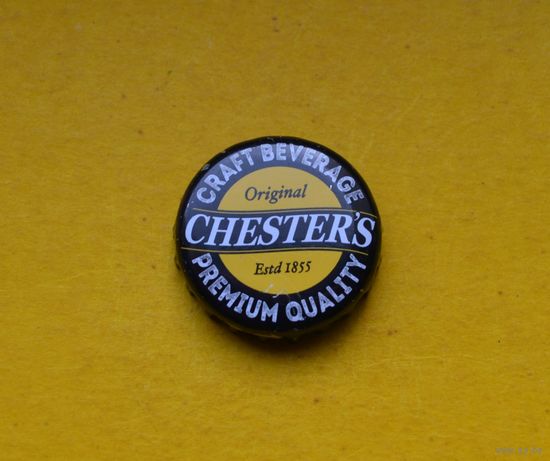 CRAFT BEVERAGE
Original
CHESTER'S
Estd 1855
PREMIUM QUALITY